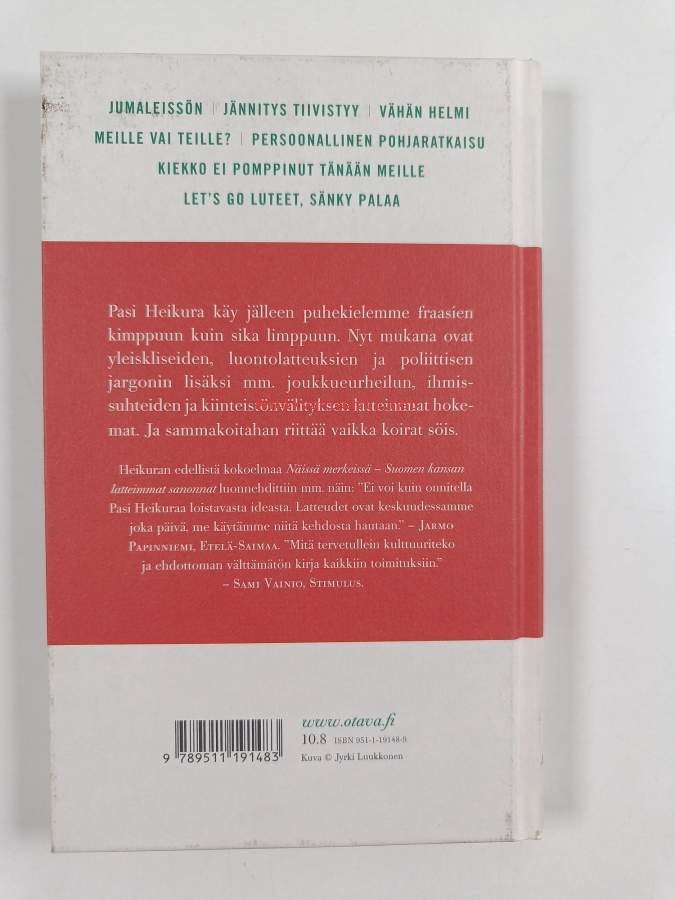 JUMALEISSÖN | JÄNNITYS TIIVISTYY | VÄHÄN HELMI
MEILLE VAI TEILLE? | PERSOONALLINEN POHJARATKAISU
KIEKKO EI POMPPINUT TÄNÄÄN MEILLE
LET'S GO LUTEET, SÄNKY PALAA
Pasi Heikura käy jälleen puhekielemme fraasien
kimppuun kuin sika limppuun. Nyt mukana ovat
yleiskliseiden, luontolatteuksien ja poliittisen
jargonin lisäksi mm. joukkueurheilun, ihmis-
suhteiden ja kiinteistönvälityksen latteimmat hoke-
mat. Ja sammakoitahan riittää vaikka koirat söis.
Heikuran edellistä kokoelmaa Näissä merkeissä – Suomen kansan
latteimmat sanonnat luonnehdittiin mm. näin: "Ei voi kuin onnitella
Pasi Heikuraa loistavasta ideasta. Latteudet ovat keskuudessamme
joka päivä, me käytämme niitä kehdosta hautaan." – Jarmo
Papinniemi, Etelä-Saimaa. "Mitä tervetullein kulttuuriteko
ja ehdottoman välttämätön kirja kaikkiin toimituksiin."
– Sami Vainio, Stimulus.
www.otava.fi
10.8 ISBN 951-1-19148-9
Kuva © Jyrki Luukkonen
9 789511 191483